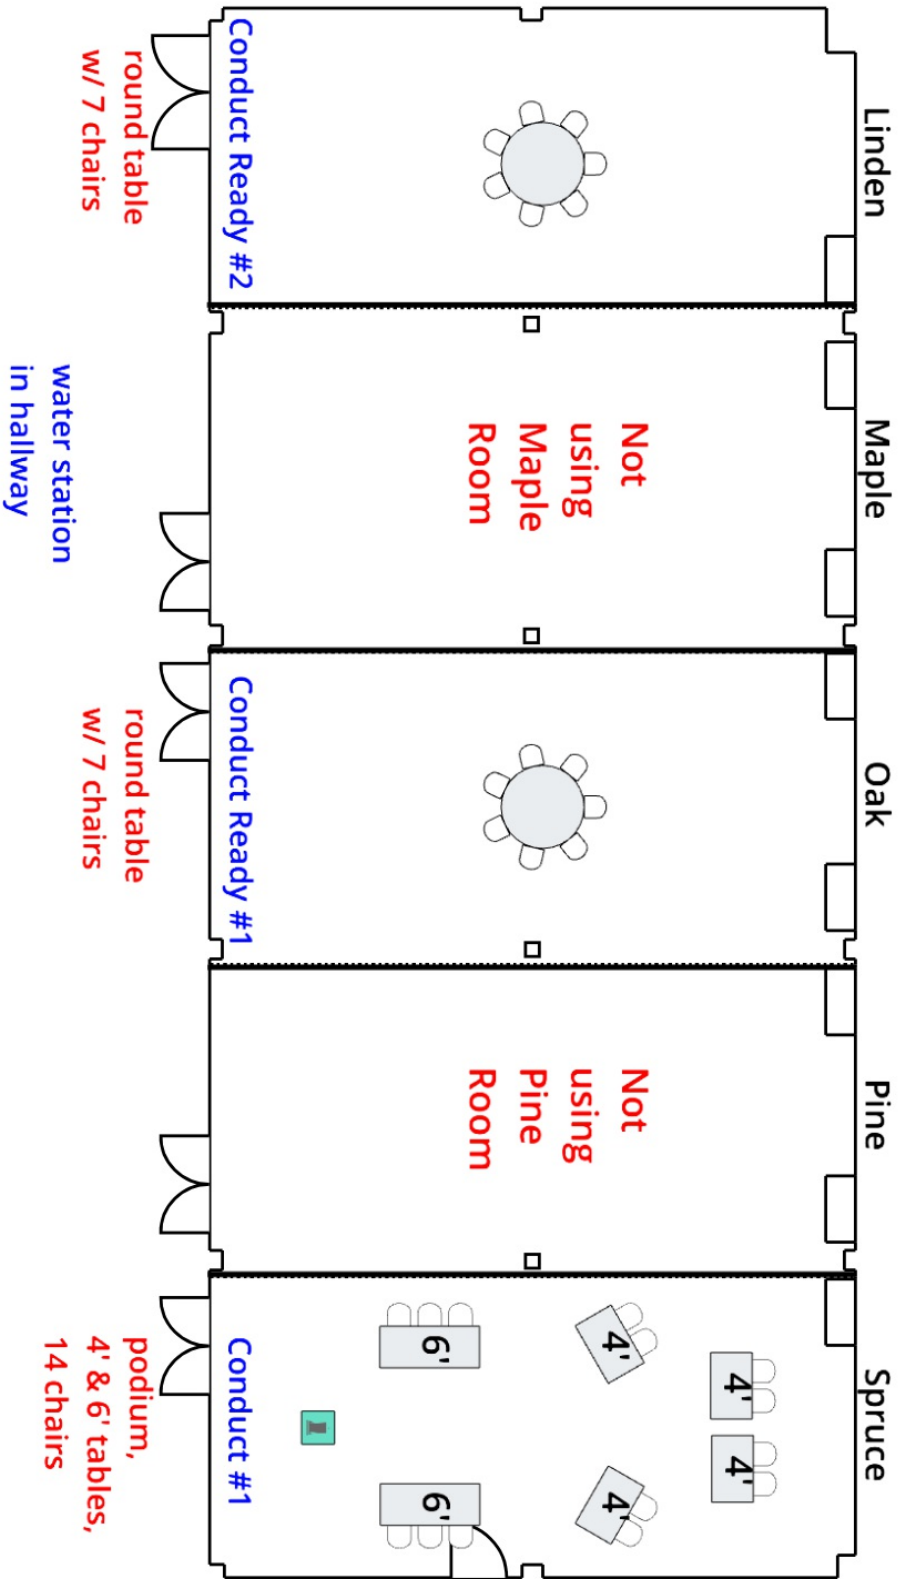 Linden
Maple
Oak
Pine
Spruce
Not
using
Maple
Room
Not
using
Pine
Room
4'
4'
4'
4'
6'
6'
Conduct Ready #2
Conduct Ready #1
Conduct #1
round table
w/ 7 chairs
water station
in hallway
round table
w/ 7 chairs
podium,
4' & 6' tables,
14 chairs